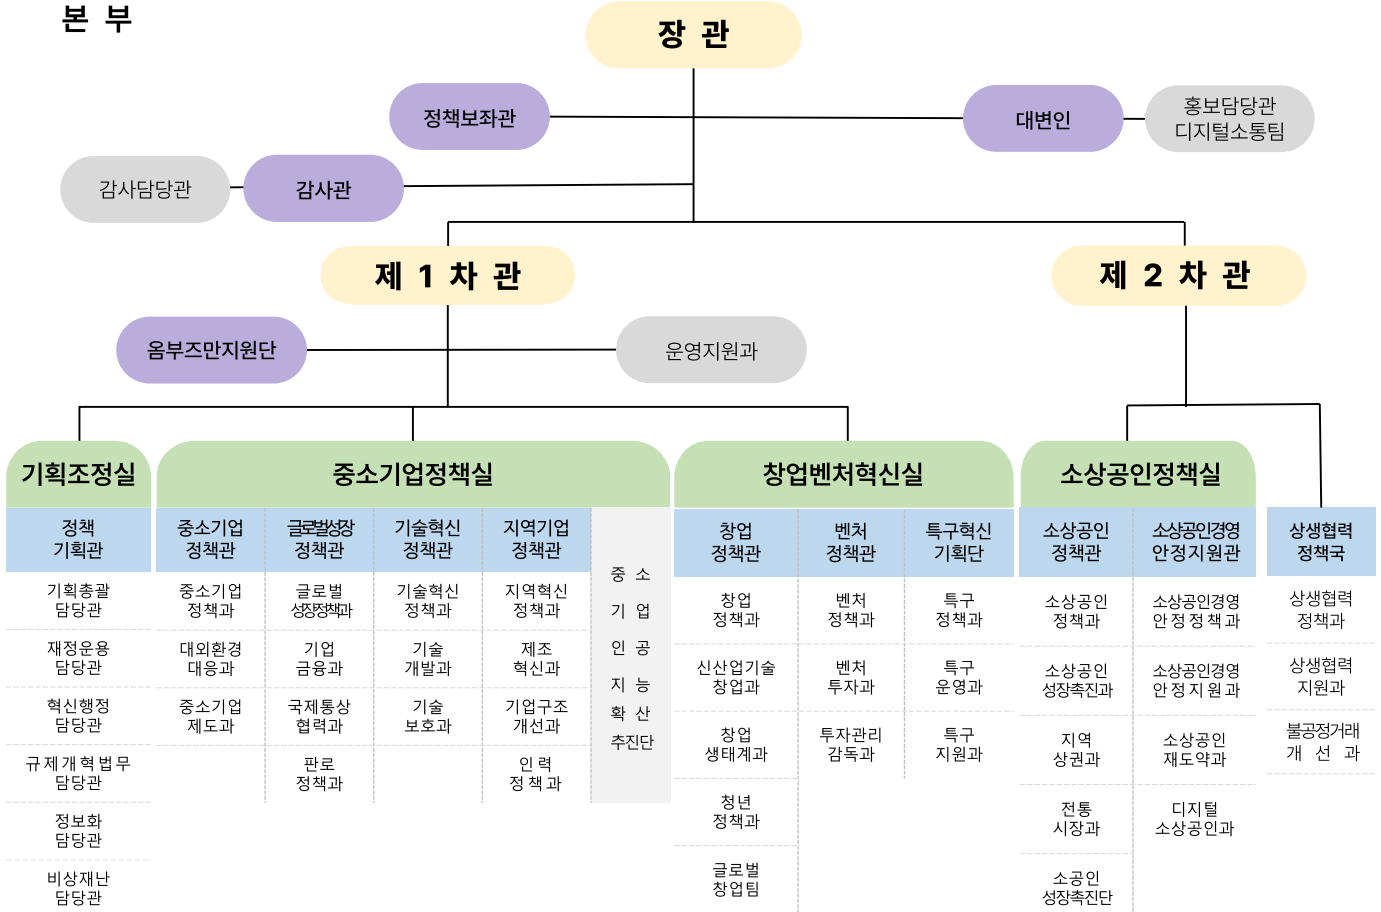 본 부
장 관
정책보좌관
대변인
홍보담당관
디지털소통팀
감사담당관
감사관
제 1 차 관
제 2 차 관
옴부즈만지원단
운영지원과
기획조정실
중소기업정책실
창업벤처혁신실
소상공인정책실
정책
기획관
기획총괄
담당관
재정운용
담당관
혁신행정
담당관
규제개혁법무
담당관
정보화
담당관
비상재난
담당관
중소기업
정책관
중소기업
정책과
대외환경
대응과
중소기업
제도과
글로벌성장
정책관
글로벌
성장정책과
기업
금융과
국제통상
협력과
판로
정책과
기술혁신
정책관
기술혁신
정책과
기술
개발과
기술
보호과
지역기업
정책관
지역혁신
정책과
제조
혁신과
기업구조
개선과
인력
정책과
중 소
기 업
인 공
지 능
확 산
추진단
창업
정책관
창업
정책과
신산업기술
창업과
창업
생태계과
청년
정책과
글로벌
창업팀
벤처
정책관
벤처
정책과
벤처
투자과
투자관리
감독과
특구혁신
기획단
특구
정책과
특구
운영과
특구
지원과
소상공인
정책관
소상공인
정책과
소상공인
성장촉진과
지역
상권과
전통
시장과
소공인
성장촉진단
소상공인경영
안정지원관
소상공인경영
안정정책과
소상공인경영
안정지원과
소상공인
재도약과
디지털
소상공인과
상생협력
정책국
상생협력
정책과
상생협력
지원과
불공정거래
개 선 과